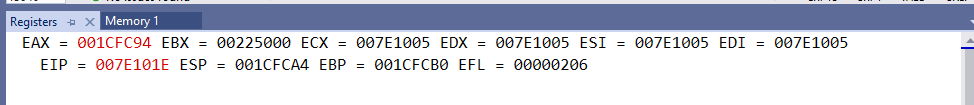 Registers Memory 1
EAX = 001CFC94 EBX = 00225000 ECX = 007E1005 EDX = 007E1005 ESI = 007E1005 EDI = 007E1005
EIP = 007E101E ESP = 001CFCA4 EBP = 001CFCB0 EFL = 00000206